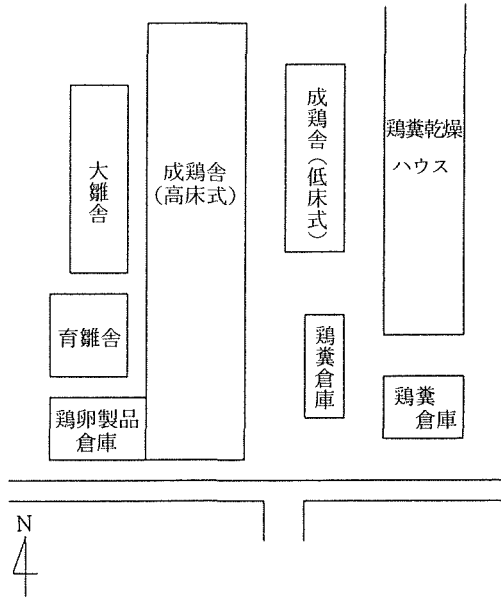 大雛舎
成鶏舎
(高床式)
成鶏舎(低床式)
鶏糞乾燥
ハウス
育雛舎
鶏糞倉庫
鶏糞
倉庫
鶏卵製品
倉庫
N